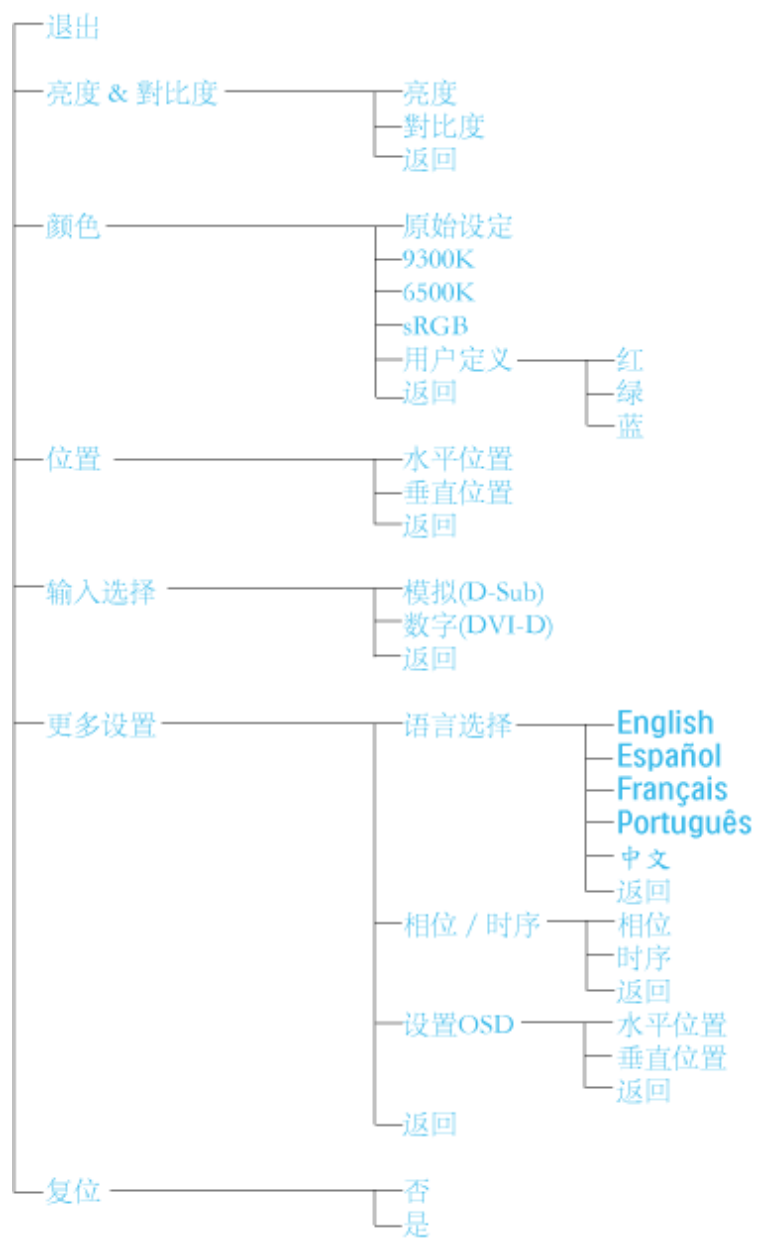 退出
亮度 & 對比度 亮度
對比度
返回
颜色 原始设定
9300K
6500K
sRGB
用户定义 红
返回 绿
蓝
位置 水平位置
垂直位置
返回
输入选择 模拟(D-Sub)
数字(DVI-D)
返回
更多设置 语言选择 English
Español
Français
Português
中文
返回
相位 / 时序 相位
时序
返回
设置OSD 水平位置
垂直位置
返回
返回
复位 否
是